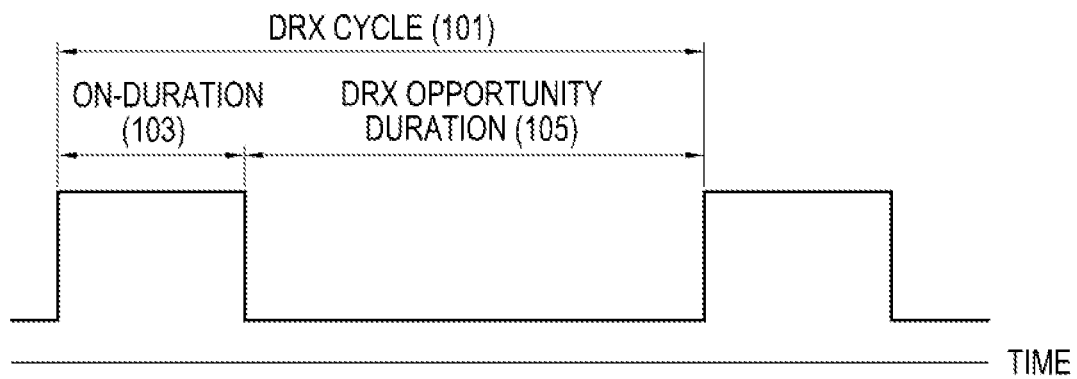 DRX CYCLE (101)
ON-DURATION
(103)
DRX OPPORTUNITY
DURATION (105)
TIME